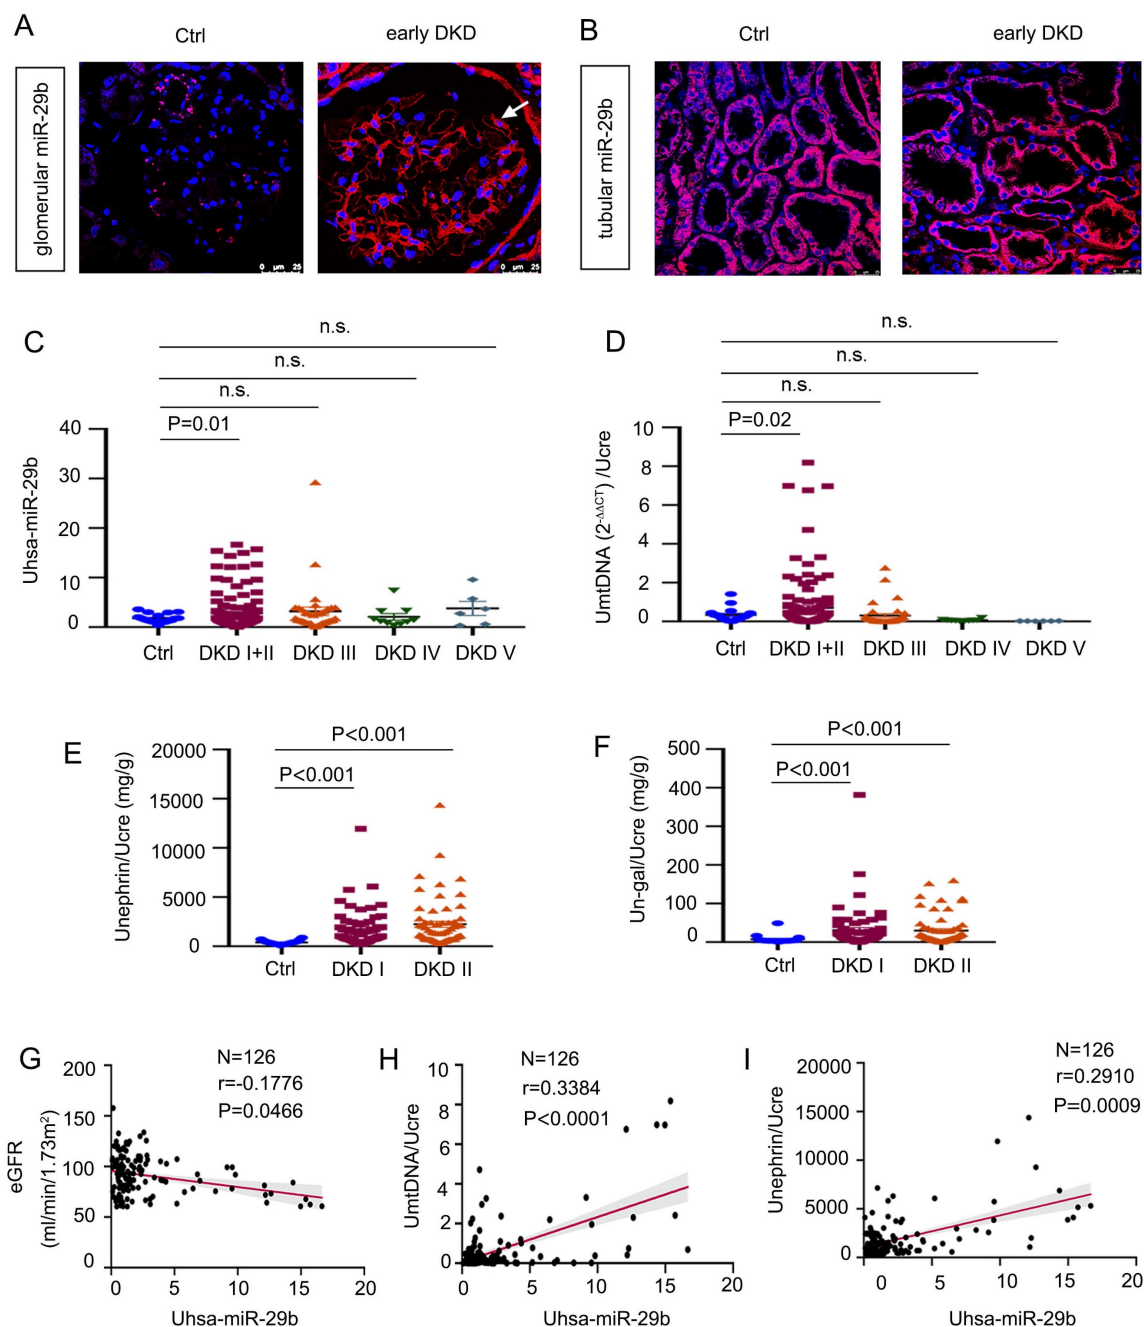 A
Ctrl
early DKD
glomenular miR-29b
0 µm 25
0 µm 25
B
Ctrl
early DKD
tubular miR-29b
C
n.s.
n.s.
n.s.
P=0.01
Uhsa-miR-29b
40
30
20
10
0
Ctrl
DKD I+II
DKD III
DKD IV
DKD V
D
n.s.
n.s.
n.s.
P=0.02
UmtDNA (2-ΔΔCT) /Ucre
10
8
6
4
2
0
Ctrl
DKD I+II
DKD III
DKD IV
DKD V
E
P<0.001
P<0.001
Unephrin/Ucre (mg/g)
20000
15000
10000
5000
0
Ctrl
DKD I
DKD II
F
P<0.001
P<0.001
Un-gal/Ucre (mg/g)
500
400
300
200
100
0
Ctrl
DKD I
DKD II
G
N=126
r=-0.1776
P=0.0466
eGFR
(ml/min/1.73m²)
200
150
100
50
0
0 5 10 15 20
Uhsa-miR-29b
H
N=126
r=0.3384
P<0.0001
UmtDNA/Ucre
10
8
6
4
2
0
0 5 10 15 20
Uhsa-miR-29b
I
N=126
r=0.2910
P=0.0009
Unephrin/Ucre
20000
15000
10000
5000
0
0 5 10 15 20
Uhsa-miR-29b